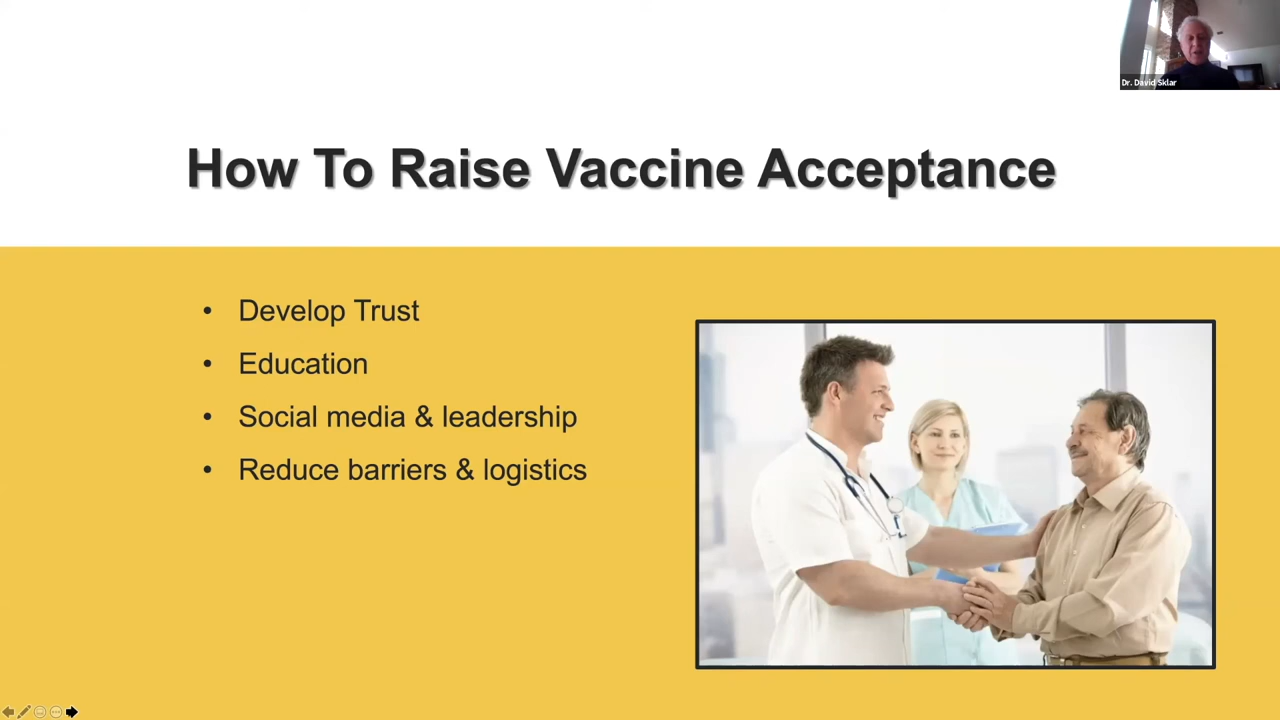 Dr. David Sklar
How To Raise Vaccine Acceptance
• Develop Trust
• Education
• Social media & leadership
• Reduce barriers & logistics